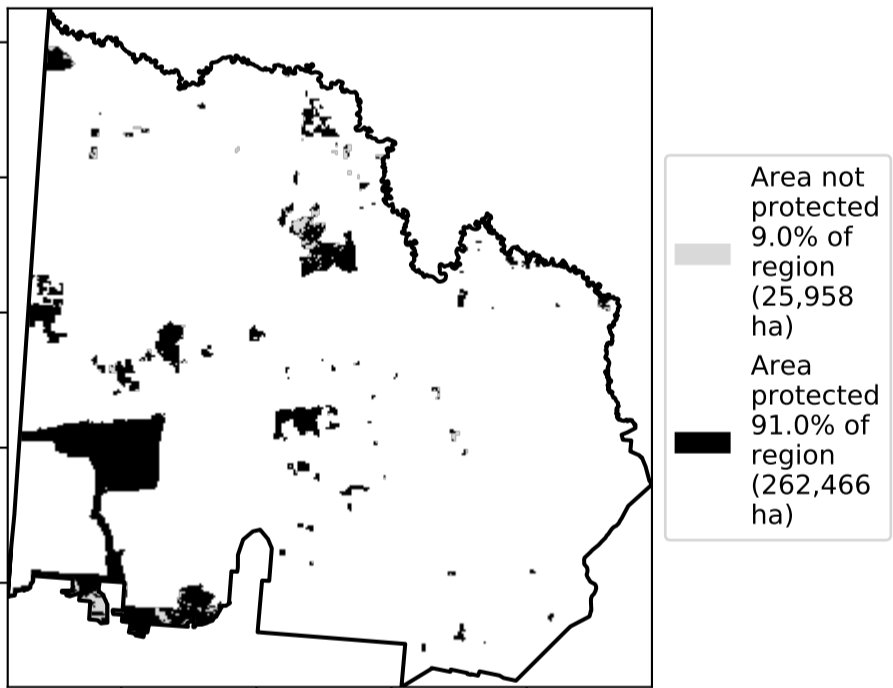 Area not
protected
9.0% of
region
(25,958
ha)
Area
protected
91.0% of
region
(262,466
ha)